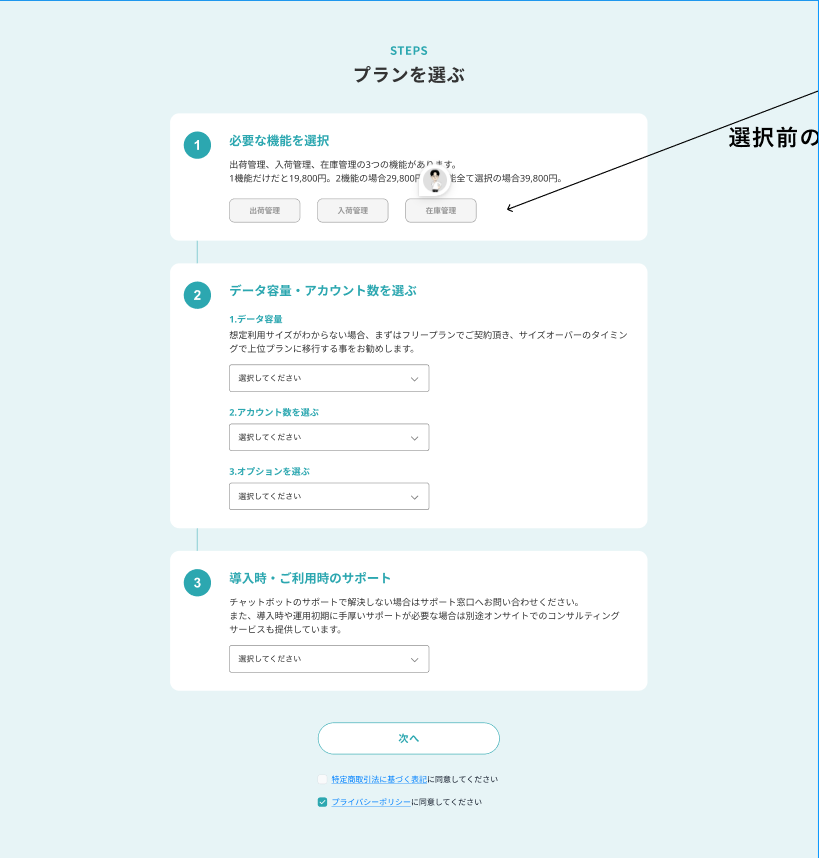 STEPS
プランを選ぶ
選択前の
1
必要な機能を選択
出荷管理、入荷管理、在庫管理の3つの機能があります。
1機能だけだと19,800円。2機能の場合29,800円 能全て選択の場合39,800円。
出荷管理
入荷管理
在庫管理
2
データ容量・アカウント数を選ぶ
1.データ容量
想定利用サイズがわからない場合、まずはフリープランでご契約頂き、サイズオーバーのタイミン
グで上位プランに移行する事をお勧めします。
選択してください
2.アカウント数を選ぶ
選択してください
3.オプションを選ぶ
選択してください
3
導入時・ご利用時のサポート
チャットボットのサポートで解決しない場合はサポート窓口へお問い合わせください。
また、導入時や運用初期に手厚いサポートが必要な場合は別途オンサイトでのコンサルティング
サービスも提供しています。
選択してください
次へ
特定商取引法に基づく表記に同意してください
プライバシーポリシーに同意してください